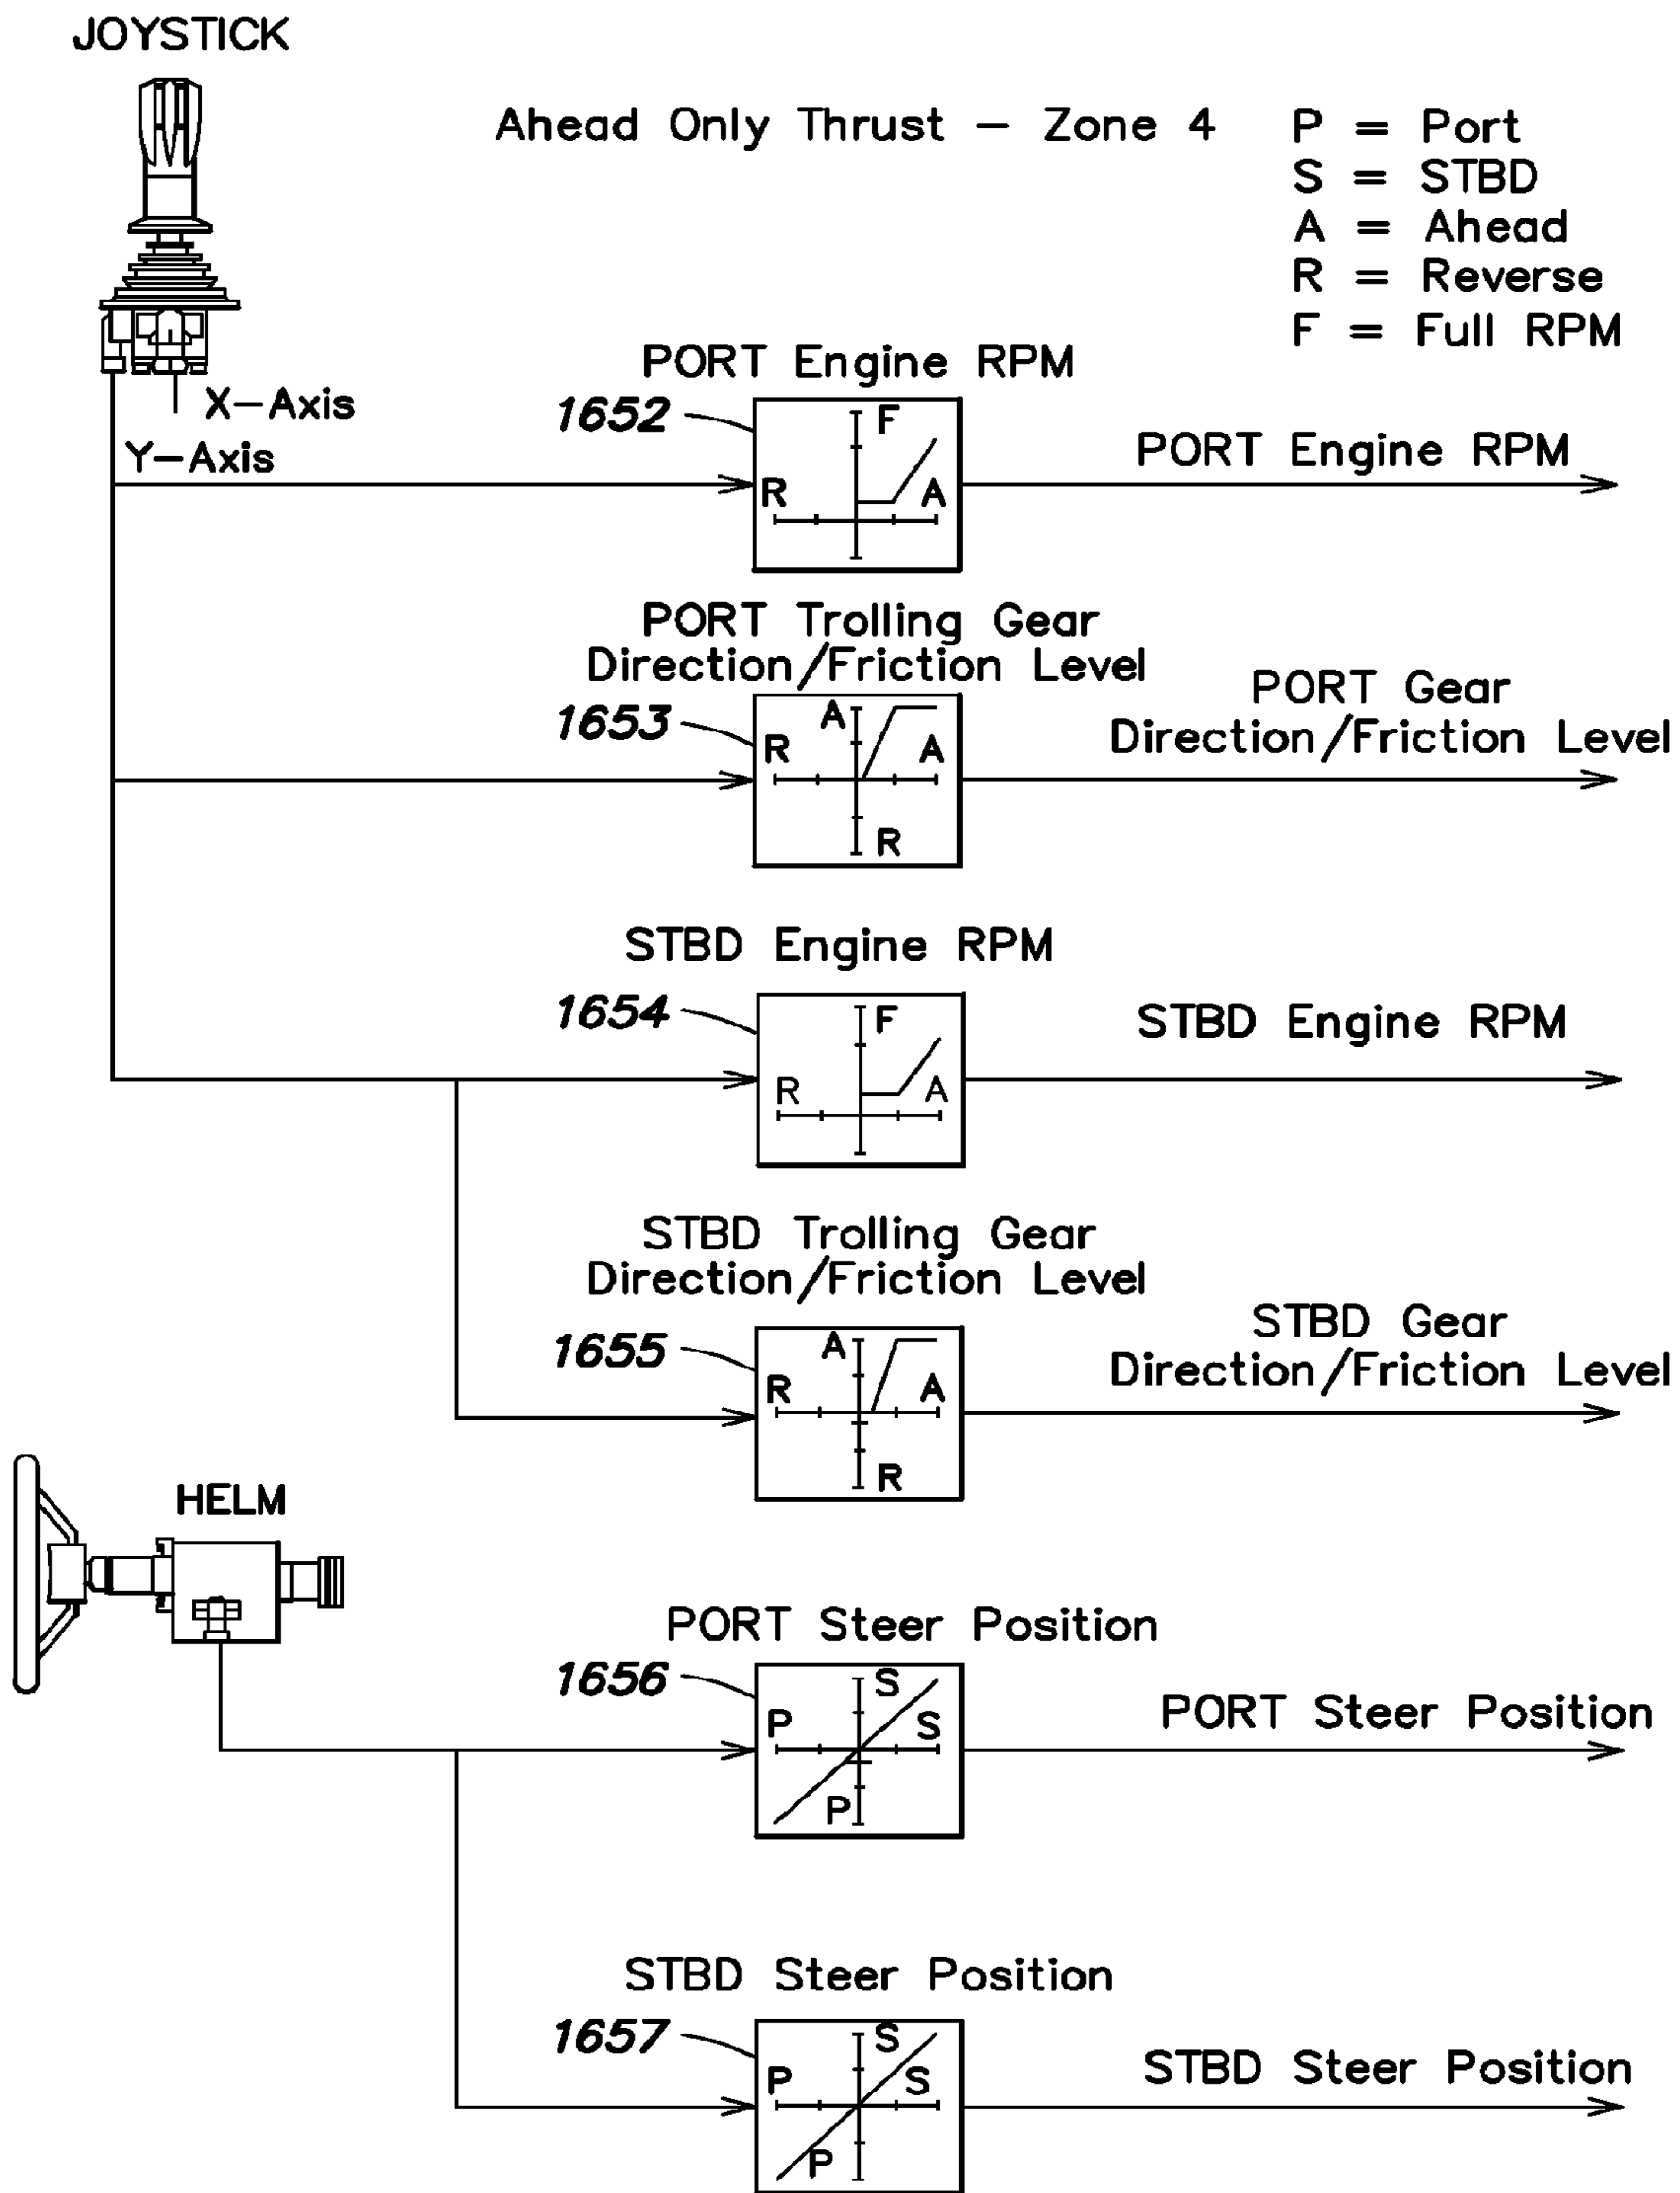 JOYSTICK
Ahead Only Thrust – Zone 4
P = Port
S = STBD
A = Ahead
R = Reverse
F = Full RPM
X-Axis
Y-Axis
PORT Engine RPM
1652
F
R
A
PORT Engine RPM
PORT Trolling Gear
Direction/Friction Level
1653
A
R
A
R
PORT Gear
Direction/Friction Level
STBD Engine RPM
1654
F
R
A
STBD Engine RPM
STBD Trolling Gear
Direction/Friction Level
1655
A
R
A
R
STBD Gear
Direction/Friction Level
HELM
PORT Steer Position
1656
S
P
S
P
PORT Steer Position
STBD Steer Position
1657
S
P
S
P
STBD Steer Position